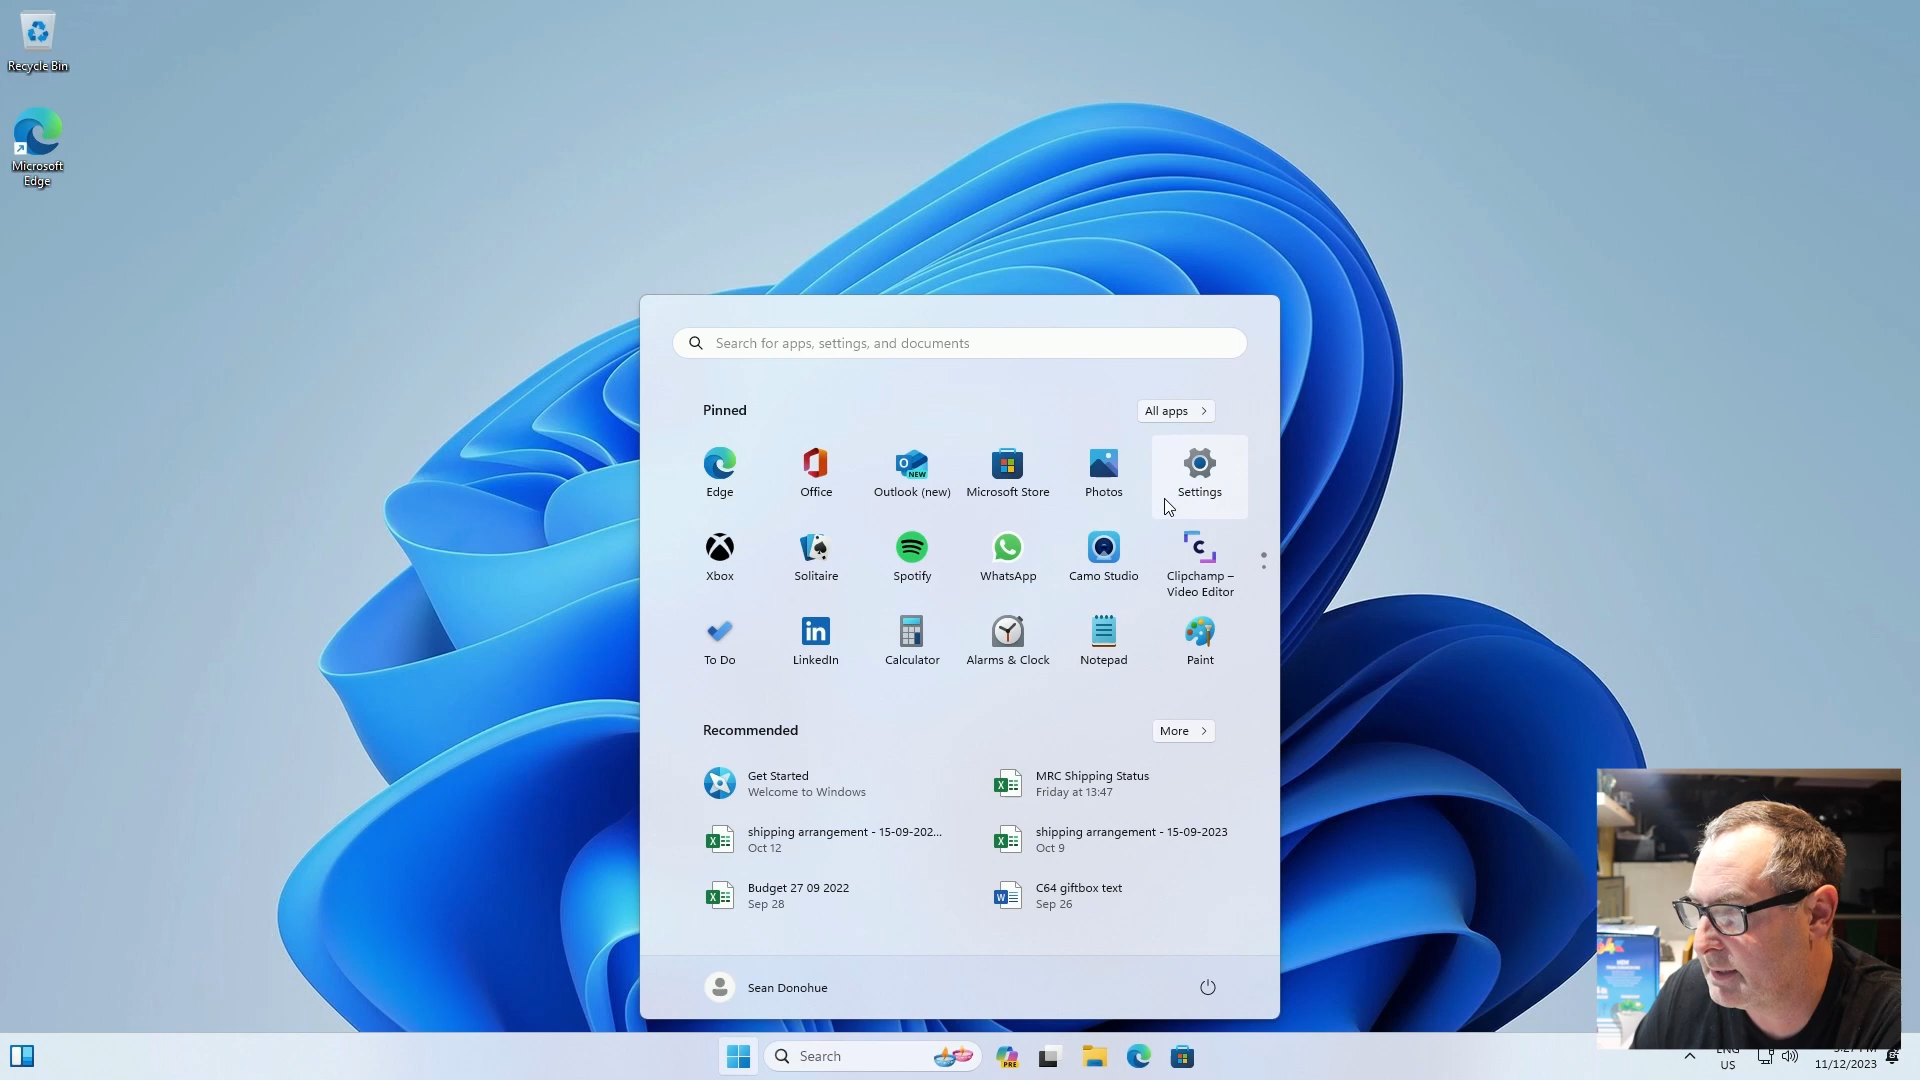 Recycle Bin
Microsoft
Edge
Search for apps, settings, and documents
Pinned
All apps
Edge
Office
Outlook (new)
Microsoft Store
Photos
Settings
Xbox
Solitaire
Spotify
WhatsApp
Camo Studio
Clipchamp –
Video Editor
To Do
LinkedIn
Calculator
Alarms & Clock
Notepad
Paint
Recommended
More
Get Started
Welcome to Windows
MRC Shipping Status
Friday at 13:47
shipping arrangement - 15-09-202...
Oct 12
shipping arrangement - 15-09-2023
Oct 9
Budget 27 09 2022
Sep 28
C64 giftbox text
Sep 26
Sean Donohue
Search
PRE
ENG
US
11/12/2023